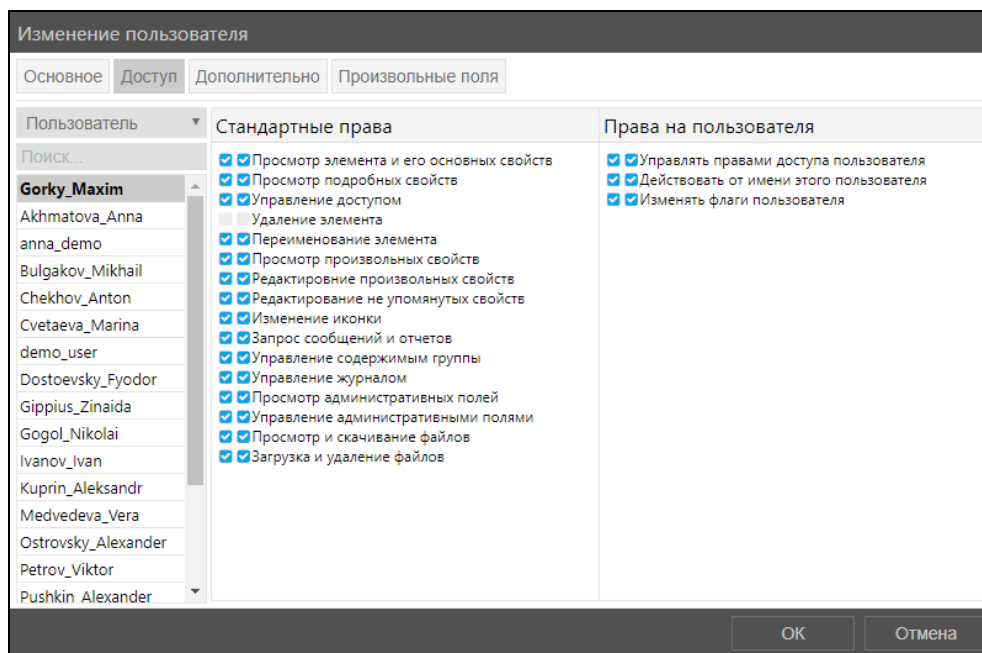 Изменение пользователя
Основное Доступ Дополнительно Произвольные поля
Пользователь
Поиск...
Gorky_Maxim
Akhmatova_Anna
anna_demo
Bulgakov_Mikhail
Chekhov_Anton
Cvetaeva_Marina
demo_user
Dostoevsky_Fyodor
Gippius_Zinaida
Gogol_Nikolai
Ivanov_Ivan
Kuprin_Aleksandr
Medvedeva_Vera
Ostrovsky_Alexander
Petrov_Viktor
Pushkin_Alexander
Стандартные права
Просмотр элемента и его основных свойств
Просмотр подробных свойств
Управление доступом
Удаление элемента
Переименование элемента
Просмотр произвольных свойств
Редактировние произвольных свойств
Редактирование не упомянутых свойств
Изменение иконки
Запрос сообщений и отчетов
Управление содержимым группы
Управление журналом
Просмотр административных полей
Управление административными полями
Просмотр и скачивание файлов
Загрузка и удаление файлов
Права на пользователя
Управлять правами доступа пользователя
Действовать от имени этого пользователя
Изменять флаги пользователя
OK Отмена